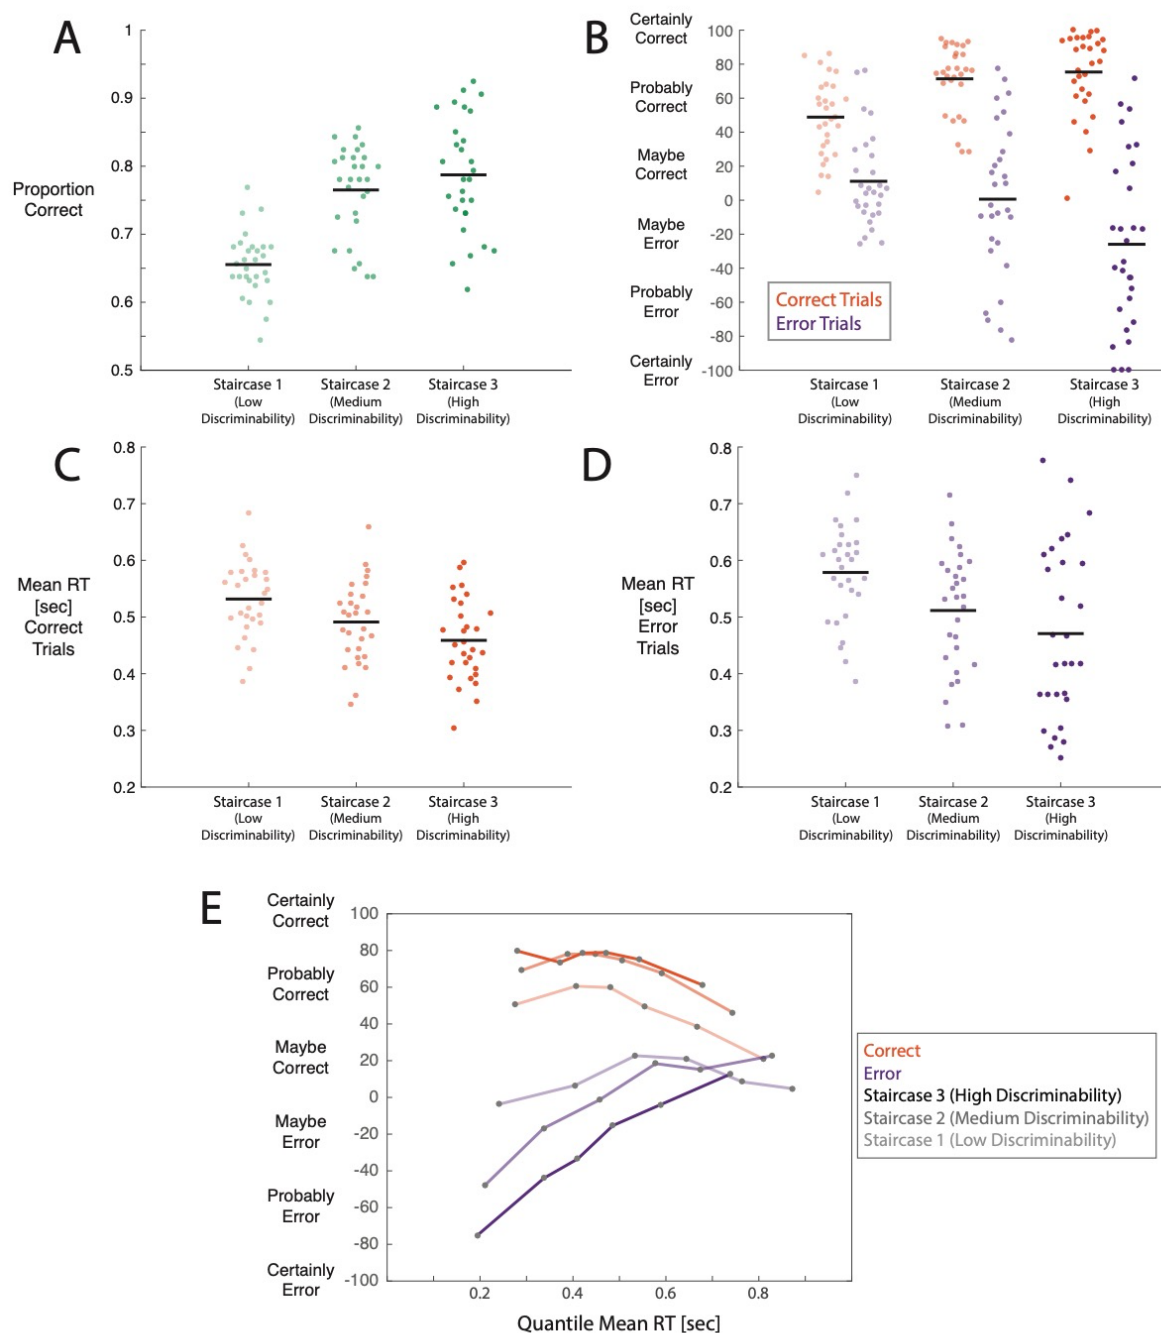 A
1
0.9
0.8
0.7
0.6
0.5
Proportion
Correct
Staircase 1
(Low
Discriminability)
Staircase 2
(Medium
Discriminability)
Staircase 3
(High
Discriminability)
B
Certainly
Correct
Probably
Correct
Maybe
Correct
Maybe
Error
Probably
Error
Certainly
Error
100
80
60
40
20
0
-20
-40
-60
-80
-100
Correct Trials
Error Trials
Staircase 1
(Low
Discriminability)
Staircase 2
(Medium
Discriminability)
Staircase 3
(High
Discriminability)
C
0.8
0.7
0.6
0.5
0.4
0.3
0.2
Mean RT
[sec]
Correct
Trials
Staircase 1
(Low
Discriminability)
Staircase 2
(Medium
Discriminability)
Staircase 3
(High
Discriminability)
D
0.8
0.7
0.6
0.5
0.4
0.3
0.2
Mean RT
[sec]
Error
Trials
Staircase 1
(Low
Discriminability)
Staircase 2
(Medium
Discriminability)
Staircase 3
(High
Discriminability)
E
Certainly
Correct
Probably
Correct
Maybe
Correct
Maybe
Error
Probably
Error
Certainly
Error
100
80
60
40
20
0
-20
-40
-60
-80
-100
0.2
0.4
0.6
0.8
Quantile Mean RT [sec]
Correct
Error
Staircase 3 (High Discriminability)
Staircase 2 (Medium Discriminability)
Staircase 1 (Low Discriminability)